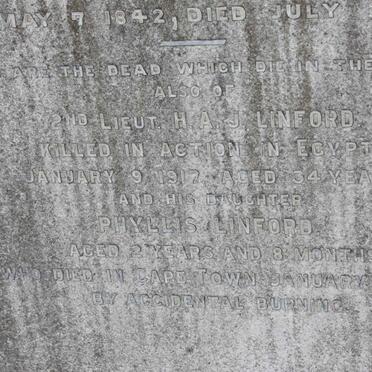 MAY 7 1842, DIED JULY
ARE THE DEAD WHICH DIE IN THE
ALSO OF
2ND LIEUT. H. A. J. LINFORD
KILLED IN ACTION IN EGYPT
JANUARY 9 1917 AGED 34 YEA
AND HIS DAUGHTER
PHYLLIS LINFORD
AGED 2 YEARS AND 8 MONTHS
WHO DIED IN CAPE TOWN JANUARY
BY ACCIDENTAL BURNING.